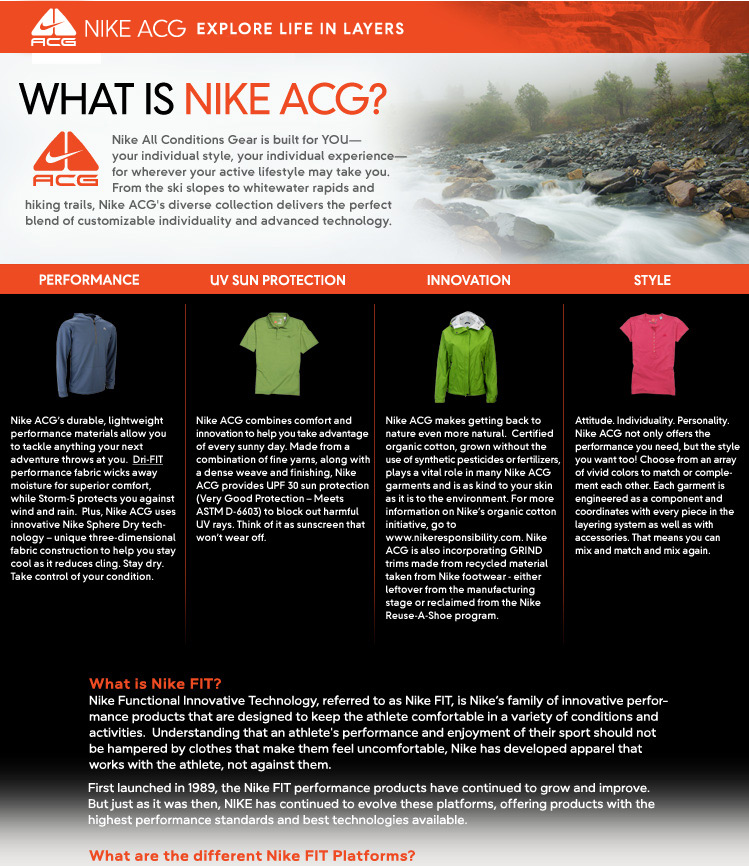 ACG NIKE ACG EXPLORE LIFE IN LAYERS
WHAT IS NIKE ACG?
ACG
Nike All Conditions Gear is built for YOU—
your individual style, your individual experience—
for wherever your active lifestyle may take you.
From the ski slopes to whitewater rapids and
hiking trails, Nike ACG's diverse collection delivers the perfect
blend of customizable individuality and advanced technology.
PERFORMANCE
Nike ACG's durable, lightweight
performance materials allow you
to tackle anything your next
adventure throws at you.  Dri-FIT
performance fabric wicks away
moisture for superior comfort,
while Storm-5 protects you against
wind and rain.  Plus, Nike ACG uses
innovative Nike Sphere Dry tech-
nology – unique three-dimensional
fabric construction to help you stay
cool as it reduces cling. Stay dry.
Take control of your condition.
UV SUN PROTECTION
Nike ACG combines comfort and
innovation to help you take advantage
of every sunny day. Made from a
combination of fine yarns, along with
a dense weave and finishing, Nike
ACG provides UPF 30 sun protection
(Very Good Protection – Meets
ASTM D-6603) to block out harmful
UV rays. Think of it as sunscreen that
won't wear off.
INNOVATION
Nike ACG makes getting back to
nature even more natural.  Certified
organic cotton, grown without the
use of synthetic pesticides or fertilizers,
plays a vital role in many Nike ACG
garments and is as kind to your skin
as it is to the environment. For more
information on Nike's organic cotton
initiative, go to
www.nikeresponsibility.com. Nike
ACG is also incorporating GRIND
trims made from recycled material
taken from Nike footwear - either
leftover from the manufacturing
stage or reclaimed from the Nike
Reuse-A-Shoe program.
STYLE
Attitude. Individuality. Personality.
Nike ACG not only offers the
performance you need, but the style
you want too! Choose from an array
of vivid colors to match or comple-
ment each other. Each garment is
engineered as a component and
coordinates with every piece in the
layering system as well as with
accessories. That means you can
mix and match and mix again.
What is Nike FIT?
Nike Functional Innovative Technology, referred to as Nike FIT, is Nike's family of innovative perfor-
mance products that are designed to keep the athlete comfortable in a variety of conditions and
activities.  Understanding that an athlete's performance and enjoyment of their sport should not
be hampered by clothes that make them feel uncomfortable, Nike has developed apparel that
works with the athlete, not against them.
First launched in 1989, the Nike FIT performance products have continued to grow and improve.
But just as it was then, NIKE has continued to evolve these platforms, offering products with the
highest performance standards and best technologies available.
What are the different Nike FIT Platforms?